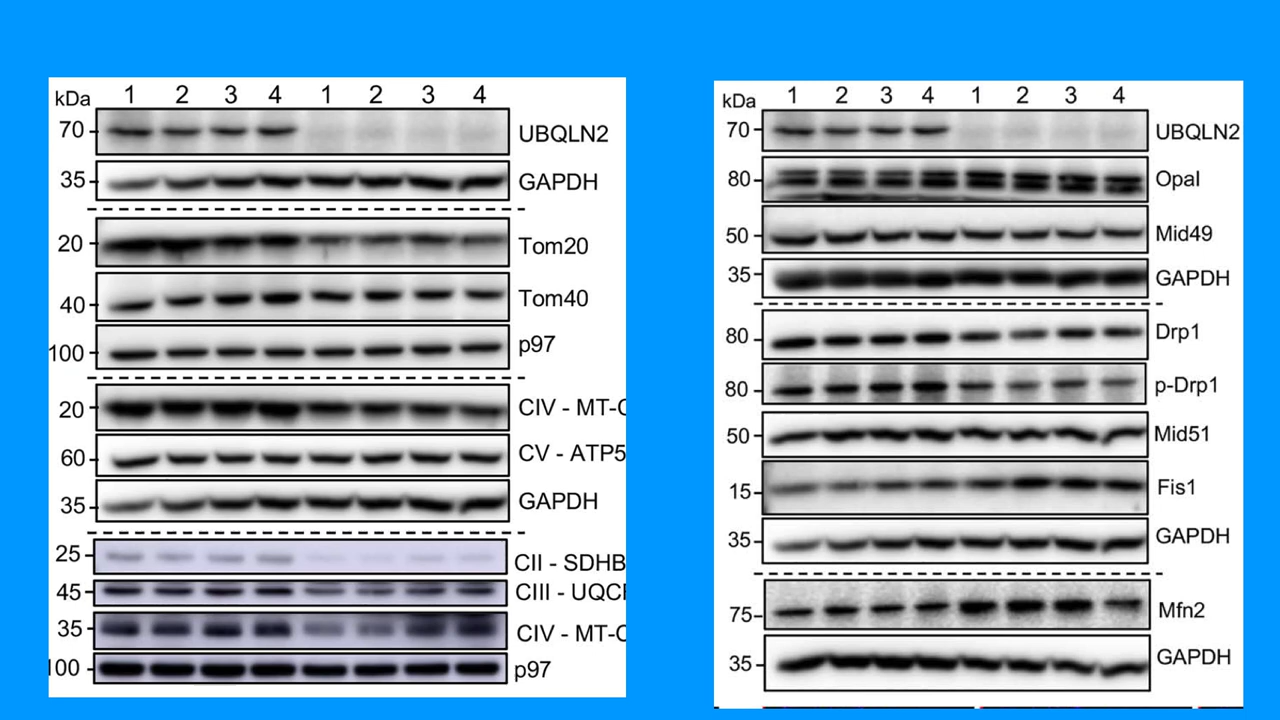 kDa 1 2 3 4 1 2 3 4
70 UBQLN2
35 GAPDH
20 Tom20
40 Tom40
100 p97
20 CIV - MT-C
60 CV - ATP5
35 GAPDH
25 CII - SDHB
45 CIII - UQCR
35 CIV - MT-C
100 p97
kDa 1 2 3 4 1 2 3 4
70 UBQLN2
80 Opal
50 Mid49
35 GAPDH
80 Drp1
80 p-Drp1
50 Mid51
15 Fis1
35 GAPDH
75 Mfn2
35 GAPDH